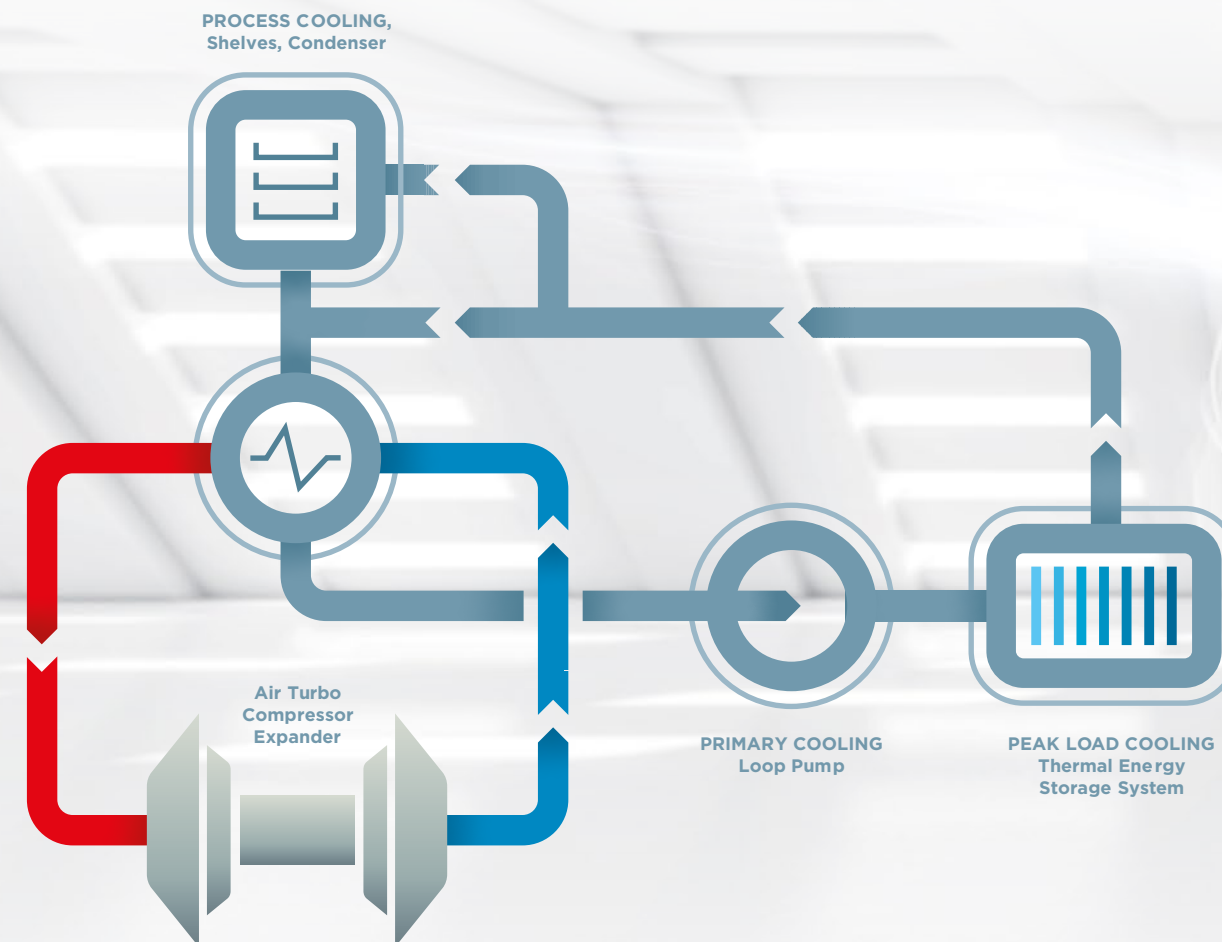 PROCESS COOLING,
Shelves, Condenser
Air Turbo
Compressor
Expander
PRIMARY COOLING
Loop Pump
PEAK LOAD COOLING
Thermal Energy
Storage System